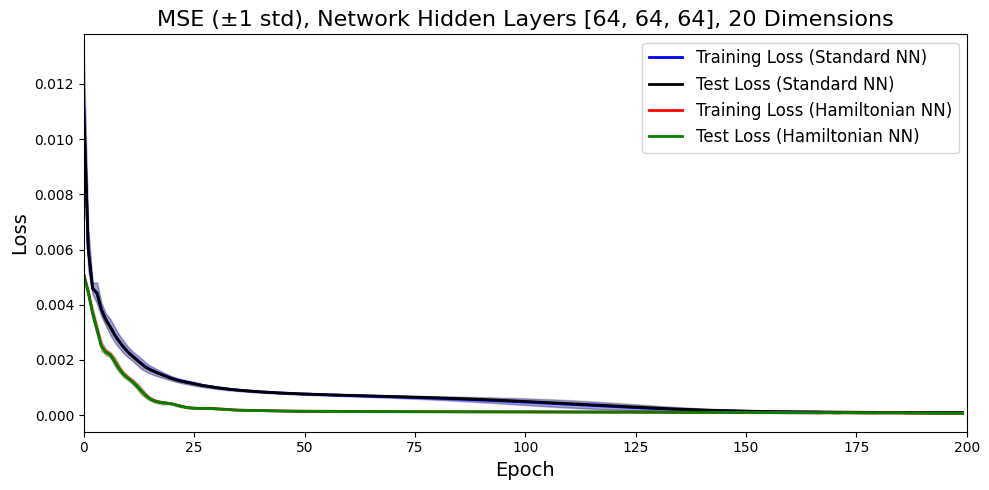 MSE (±1 std), Network Hidden Layers [64, 64, 64], 20 Dimensions
Training Loss (Standard NN)
Test Loss (Standard NN)
Training Loss (Hamiltonian NN)
Test Loss (Hamiltonian NN)
Loss
0.012
0.010
0.008
0.006
0.004
0.002
0.000
0 25 50 75 100 125 150 175 200
Epoch